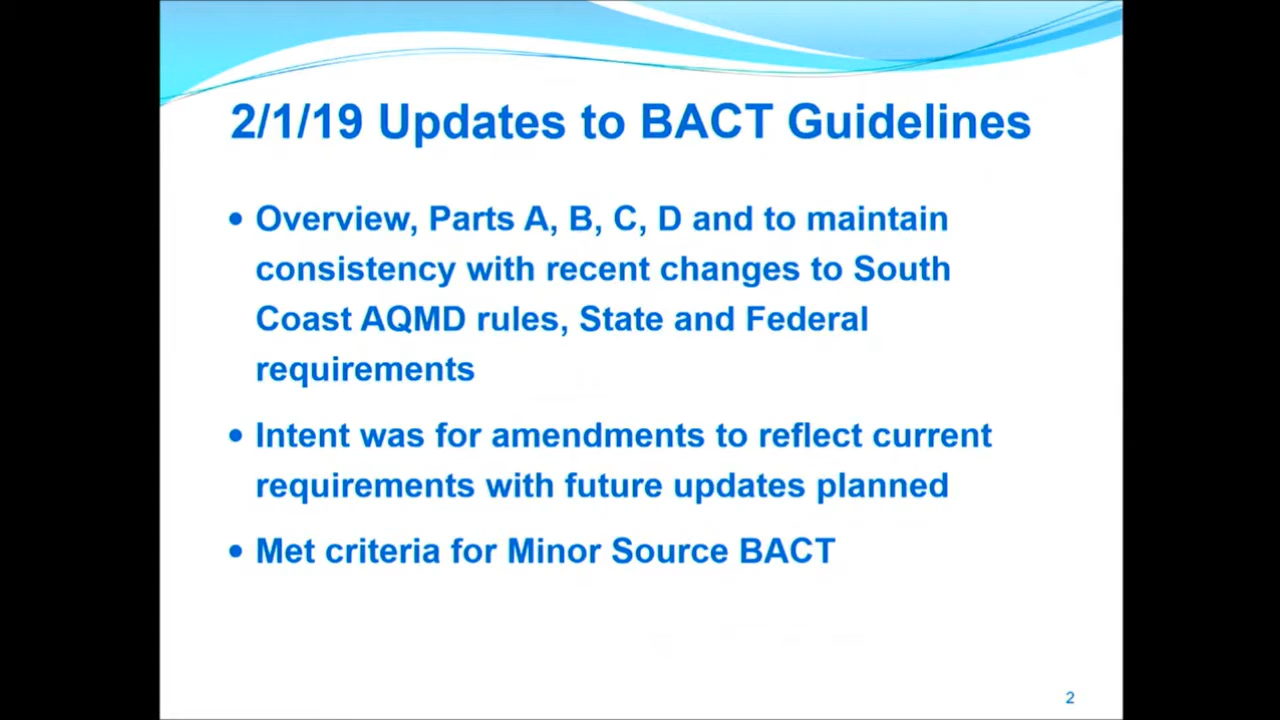 2/1/19 Updates to BACT Guidelines
• Overview, Parts A, B, C, D and to maintain
consistency with recent changes to South
Coast AQMD rules, State and Federal
requirements
• Intent was for amendments to reflect current
requirements with future updates planned
• Met criteria for Minor Source BACT
2